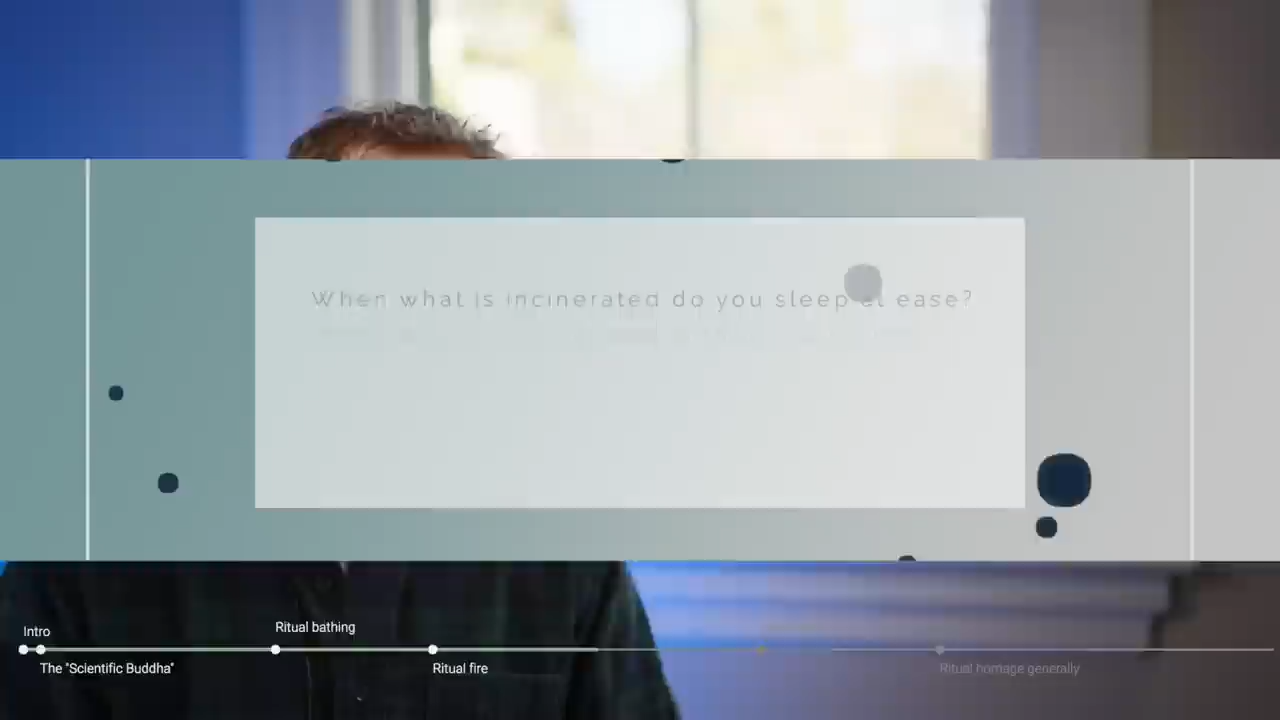 When what is incinerated do you sleep at ease?
Intro
Ritual bathing
The "Scientific Buddha"
Ritual fire
Ritual homage generally